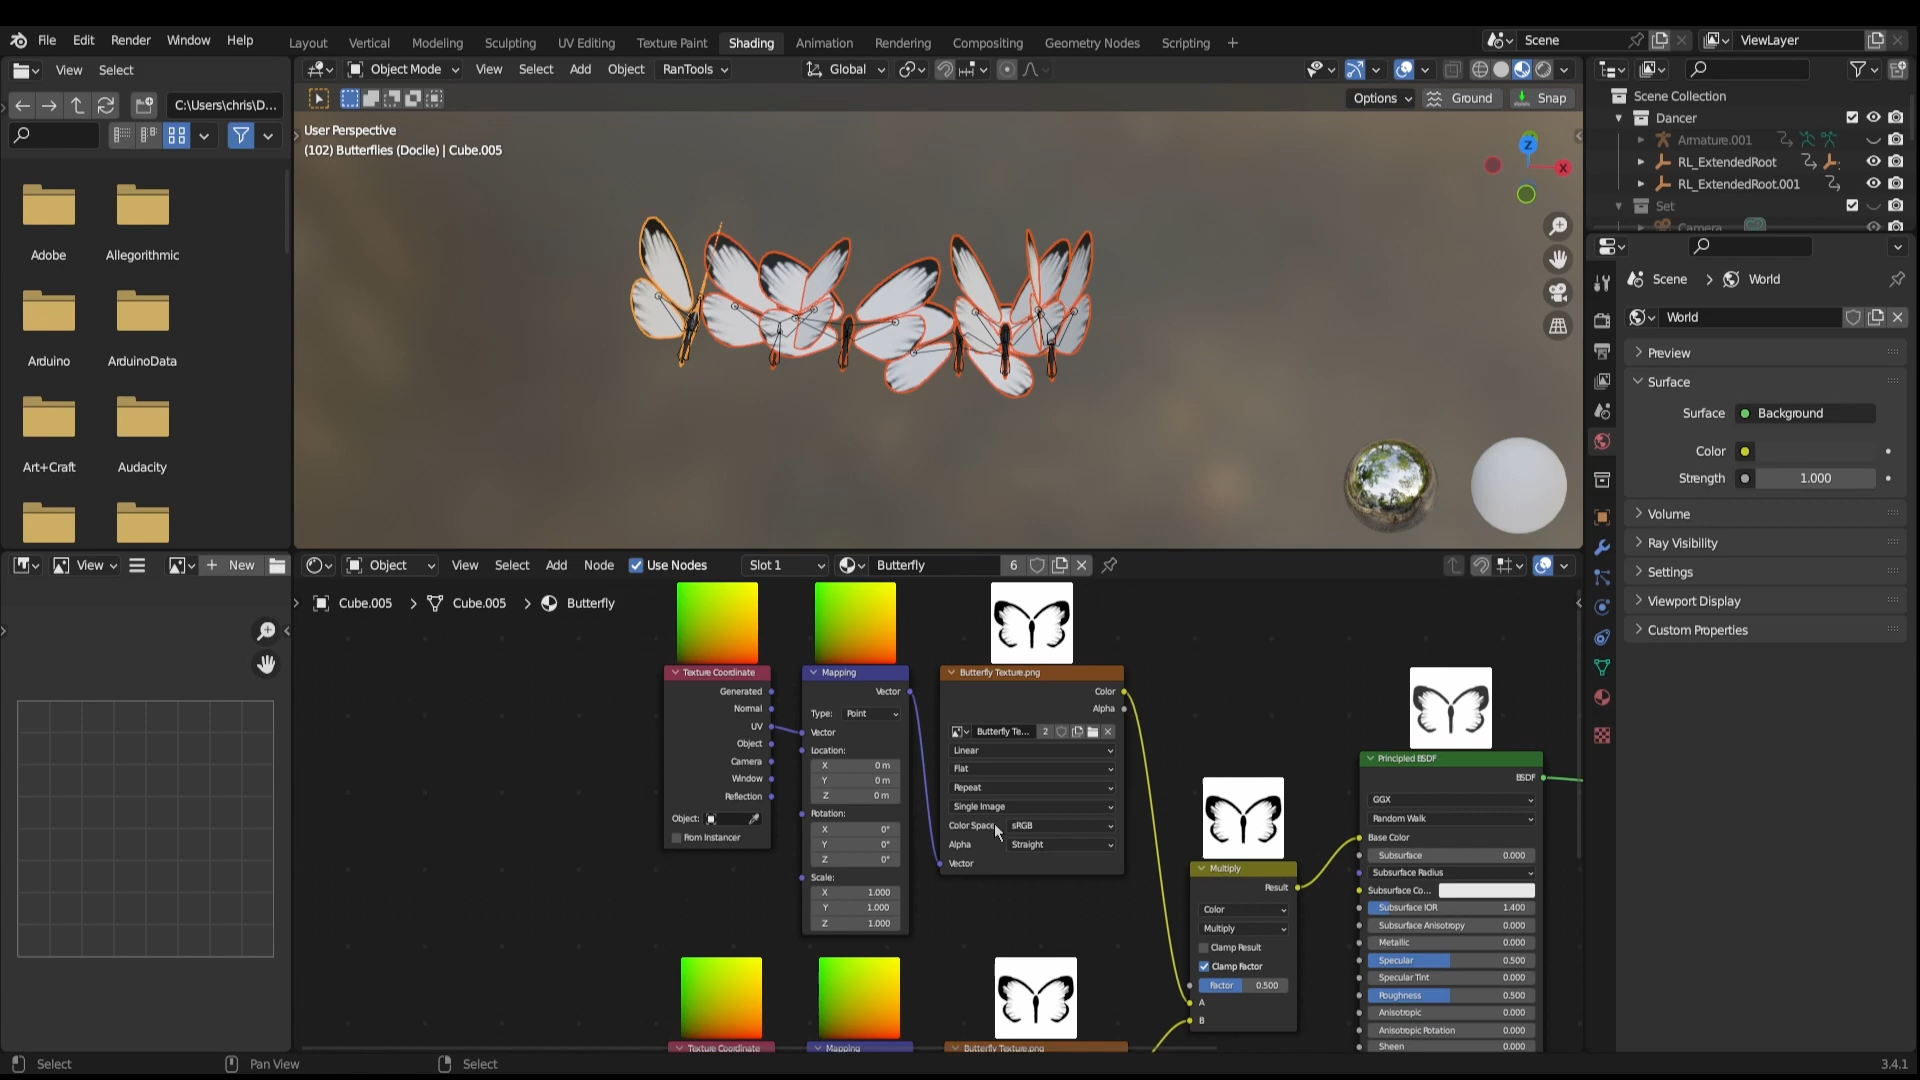 File Edit Render Window Help
Layout Vertical Modeling Sculpting UV Editing Texture Paint Shading Animation Rendering Compositing Geometry Nodes Scripting
Scene
ViewLayer
View Select
Object Mode View Select Add Object RanTools
Global
C:\Users\chris\D...
Options Ground Snap
Scene Collection
Dancer
Armature.001
RL_ExtendedRoot
RL_ExtendedRoot.001
Set
Camera
User Perspective
(102) Butterflies (Docile) | Cube.005
Z
X
Adobe
Allegorithmic
Arduino
ArduinoData
Art+Craft
Audacity
Scene > World
World
Preview
Surface
Surface Background
Color
Strength 1.000
Volume
Ray Visibility
Settings
Viewport Display
Custom Properties
View
New
Object View Select Add Node Use Nodes Slot 1 Butterfly 6
Cube.005 > Cube.005 > Butterfly
Texture Coordinate
Generated
Normal
UV
Object
Camera
Window
Reflection
Object:
From Instancer
Mapping
Vector
Type: Point
Vector
Location:
X 0 m
Y 0 m
Z 0 m
Rotation:
X 0°
Y 0°
Z 0°
Scale:
X 1.000
Y 1.000
Z 1.000
Butterfly Texture.png
Color
Alpha
Butterfly Te... 2
Linear
Flat
Repeat
Single Image
Color Space sRGB
Alpha Straight
Vector
Multiply
Result
Color
Multiply
Clamp Result
Clamp Factor
Factor 0.500
A
B
Principled BSDF
BSDF
GGX
Random Walk
Base Color
Subsurface 0.000
Subsurface Radius
Subsurface Co...
Subsurface IOR 1.400
Subsurface Anisotropy 0.000
Metallic 0.000
Specular 0.500
Specular Tint 0.000
Roughness 0.500
Anisotropic 0.000
Anisotropic Rotation 0.000
Sheen 0.000
Texture Coordinate
Mapping
Butterfly Texture.png
Select
Pan View
Select
3.4.1